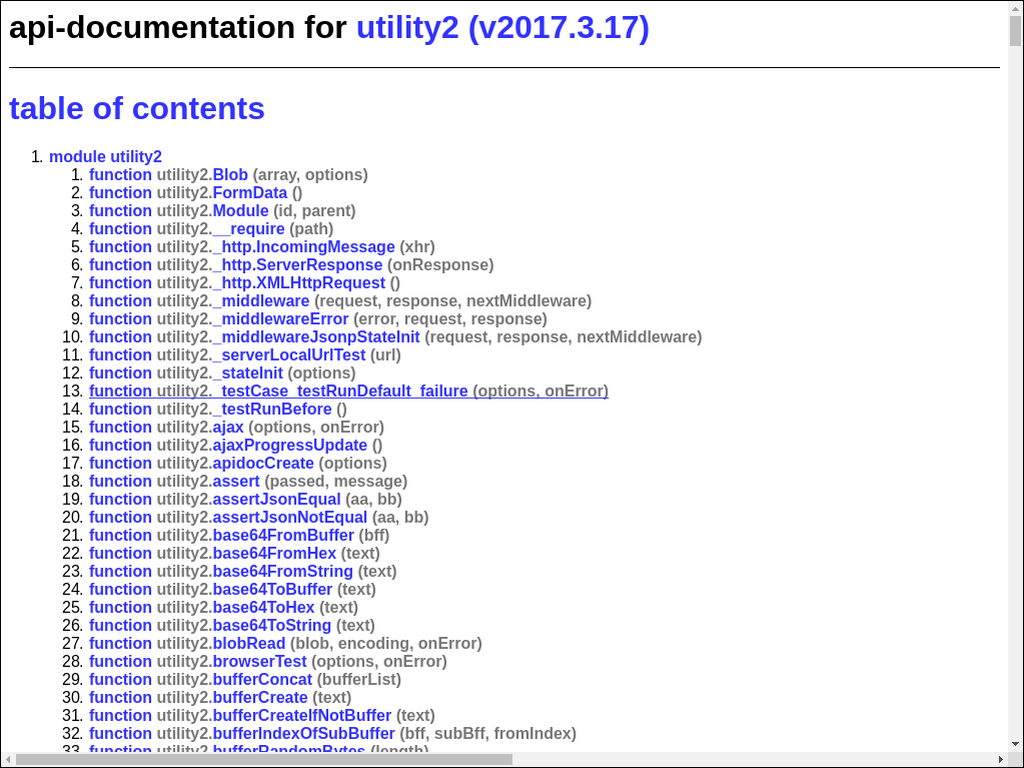 api-documentation for utility2 (v2017.3.17)
table of contents
1. module utility2
1. function utility2.Blob (array, options)
2. function utility2.FormData ()
3. function utility2.Module (id, parent)
4. function utility2.__require (path)
5. function utility2._http.IncomingMessage (xhr)
6. function utility2._http.ServerResponse (onResponse)
7. function utility2._http.XMLHttpRequest ()
8. function utility2._middleware (request, response, nextMiddleware)
9. function utility2._middlewareError (error, request, response)
10. function utility2._middlewareJsonpStateInit (request, response, nextMiddleware)
11. function utility2._serverLocalUrlTest (url)
12. function utility2._stateInit (options)
13. function utility2._testCase_testRunDefault_failure (options, onError)
14. function utility2._testRunBefore ()
15. function utility2.ajax (options, onError)
16. function utility2.ajaxProgressUpdate ()
17. function utility2.apidocCreate (options)
18. function utility2.assert (passed, message)
19. function utility2.assertJsonEqual (aa, bb)
20. function utility2.assertJsonNotEqual (aa, bb)
21. function utility2.base64FromBuffer (bff)
22. function utility2.base64FromHex (text)
23. function utility2.base64FromString (text)
24. function utility2.base64ToBuffer (text)
25. function utility2.base64ToHex (text)
26. function utility2.base64ToString (text)
27. function utility2.blobRead (blob, encoding, onError)
28. function utility2.browserTest (options, onError)
29. function utility2.bufferConcat (bufferList)
30. function utility2.bufferCreate (text)
31. function utility2.bufferCreateIfNotBuffer (text)
32. function utility2.bufferIndexOfSubBuffer (bff, subBff, fromIndex)
33. function utility2.bufferRandomBytes (length)